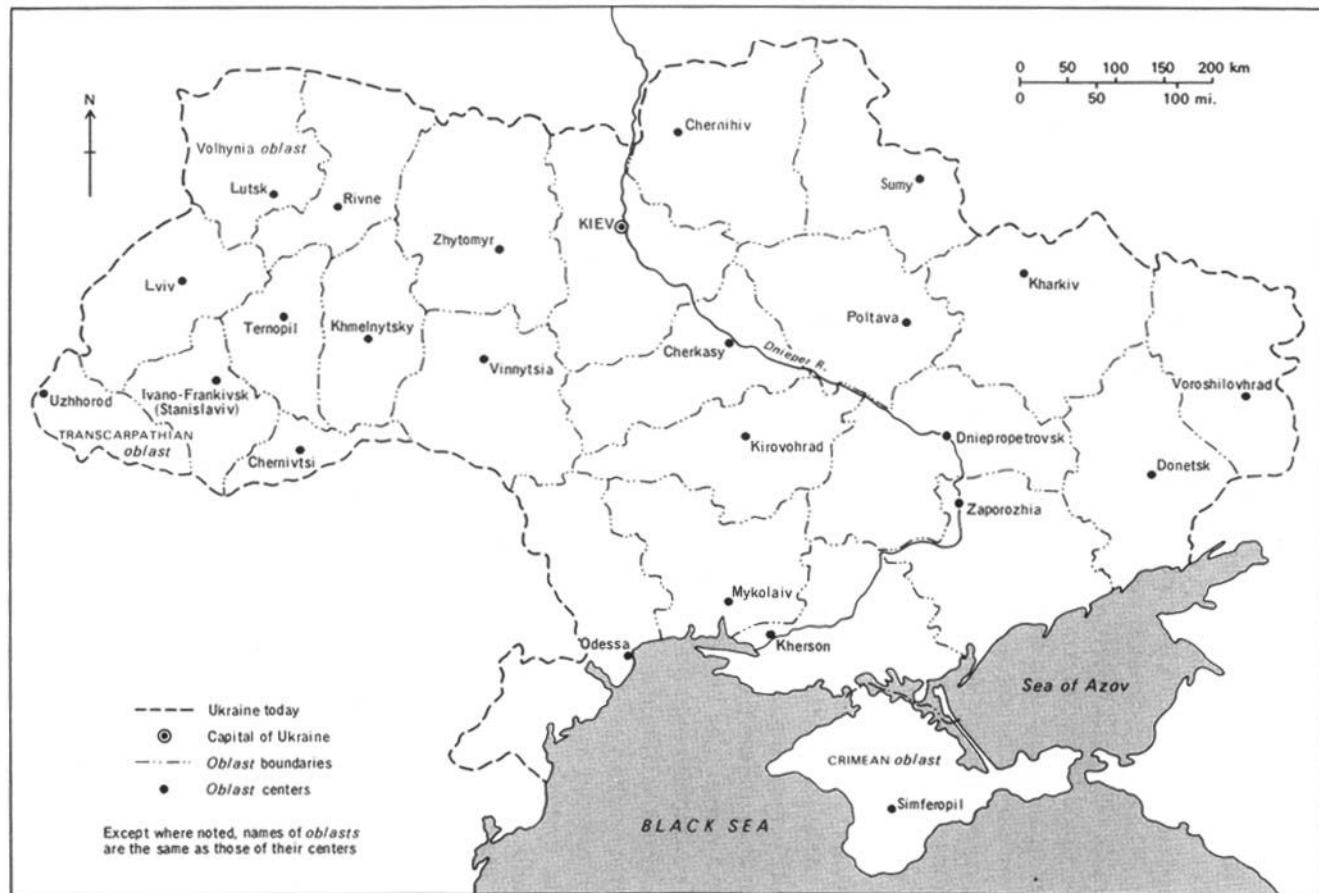 0 50 100 150 200 km
0 50 100 mi.
N
Chernihiv
Volhynia oblast
Sumy
Lutsk
Rivne
KIEV
Zhytomyr
Lviv
Kharkiv
Ternopil
Khmelnytsky
Poltava
Cherkasy
Dnieper R.
Vinnytsia
Uzhhorod
Ivano-Frankivsk
(Stanislaviv)
Voroshilovhrad
TRANSCARPATHIAN
oblast
Chernivtsi
Kirovohrad
Dniepropetrovsk
Donetsk
Zaporozhia
Mykolaiv
Odessa
Kherson
Sea of Azov
CRIMEAN oblast
Simferopil
BLACK SEA
Ukraine today
Capital of Ukraine
Oblast boundaries
Oblast centers
Except where noted, names of oblasts
are the same as those of their centers